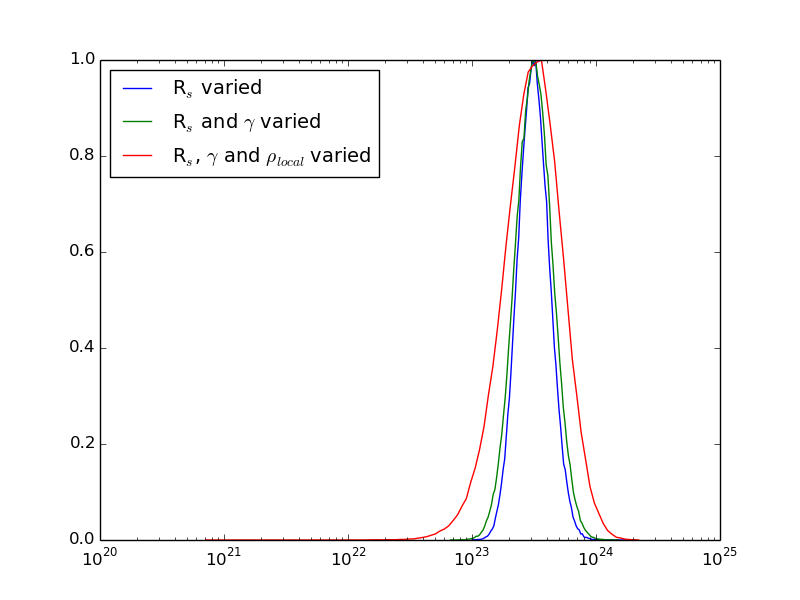 1.0
R_s varied
R_s and γ varied
R_s, γ and ρ_local varied
0.8
0.6
0.4
0.2
0.0
10^20 10^21 10^22 10^23 10^24 10^25